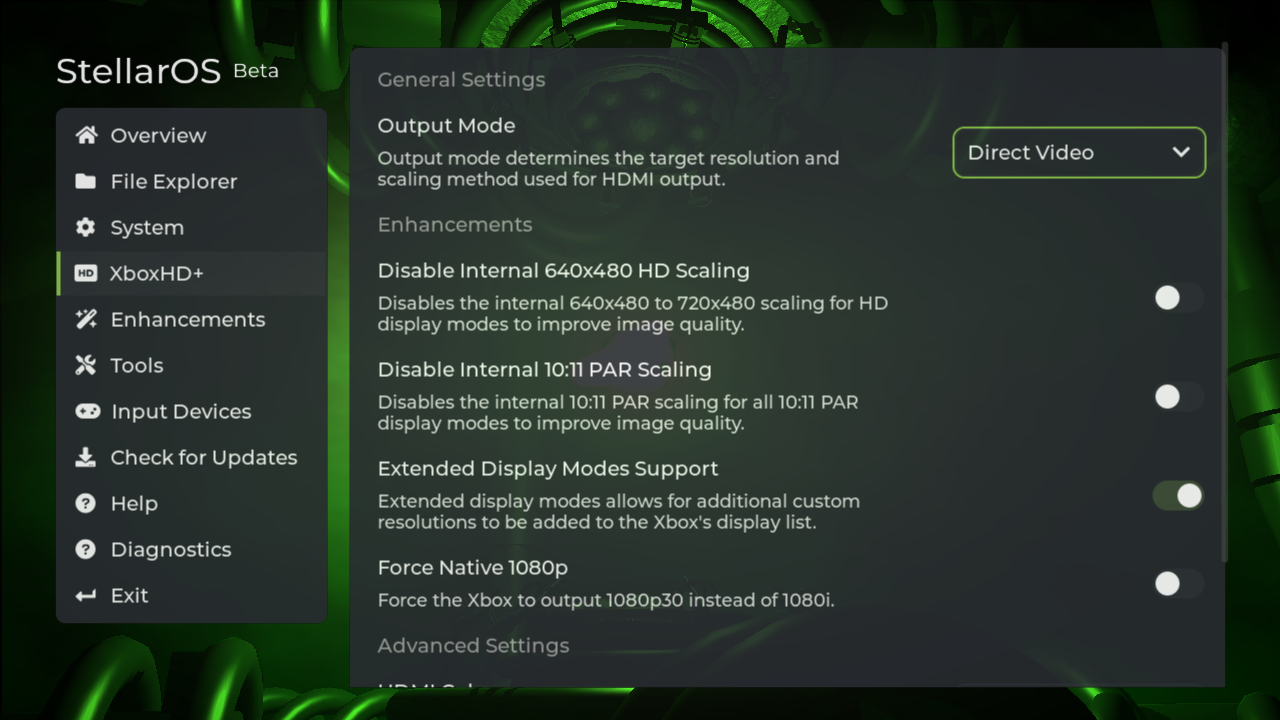 StellarOS Beta
Overview
File Explorer
System
HD XboxHD+
Enhancements
Tools
Input Devices
Check for Updates
Help
Diagnostics
Exit
General Settings
Output Mode
Output mode determines the target resolution and
scaling method used for HDMI output.
Direct Video
Enhancements
Disable Internal 640x480 HD Scaling
Disables the internal 640x480 to 720x480 scaling for HD
display modes to improve image quality.
Disable Internal 10:11 PAR Scaling
Disables the internal 10:11 PAR scaling for all 10:11 PAR
display modes to improve image quality.
Extended Display Modes Support
Extended display modes allows for additional custom
resolutions to be added to the Xbox's display list.
Force Native 1080p
Force the Xbox to output 1080p30 instead of 1080i.
Advanced Settings
HDMI